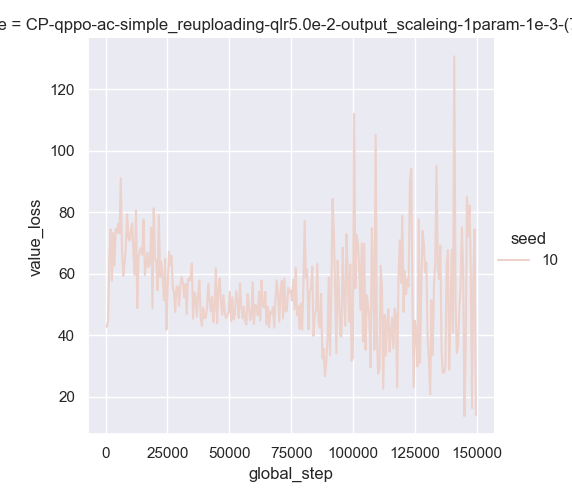 e = CP-qppo-ac-simple_reuploading-qlr5.0e-2-output_scaleing-1param-1e-3-(7
120
100
80
60
40
20
value_loss
seed
10
0 25000 50000 75000 100000 125000 150000
global_step